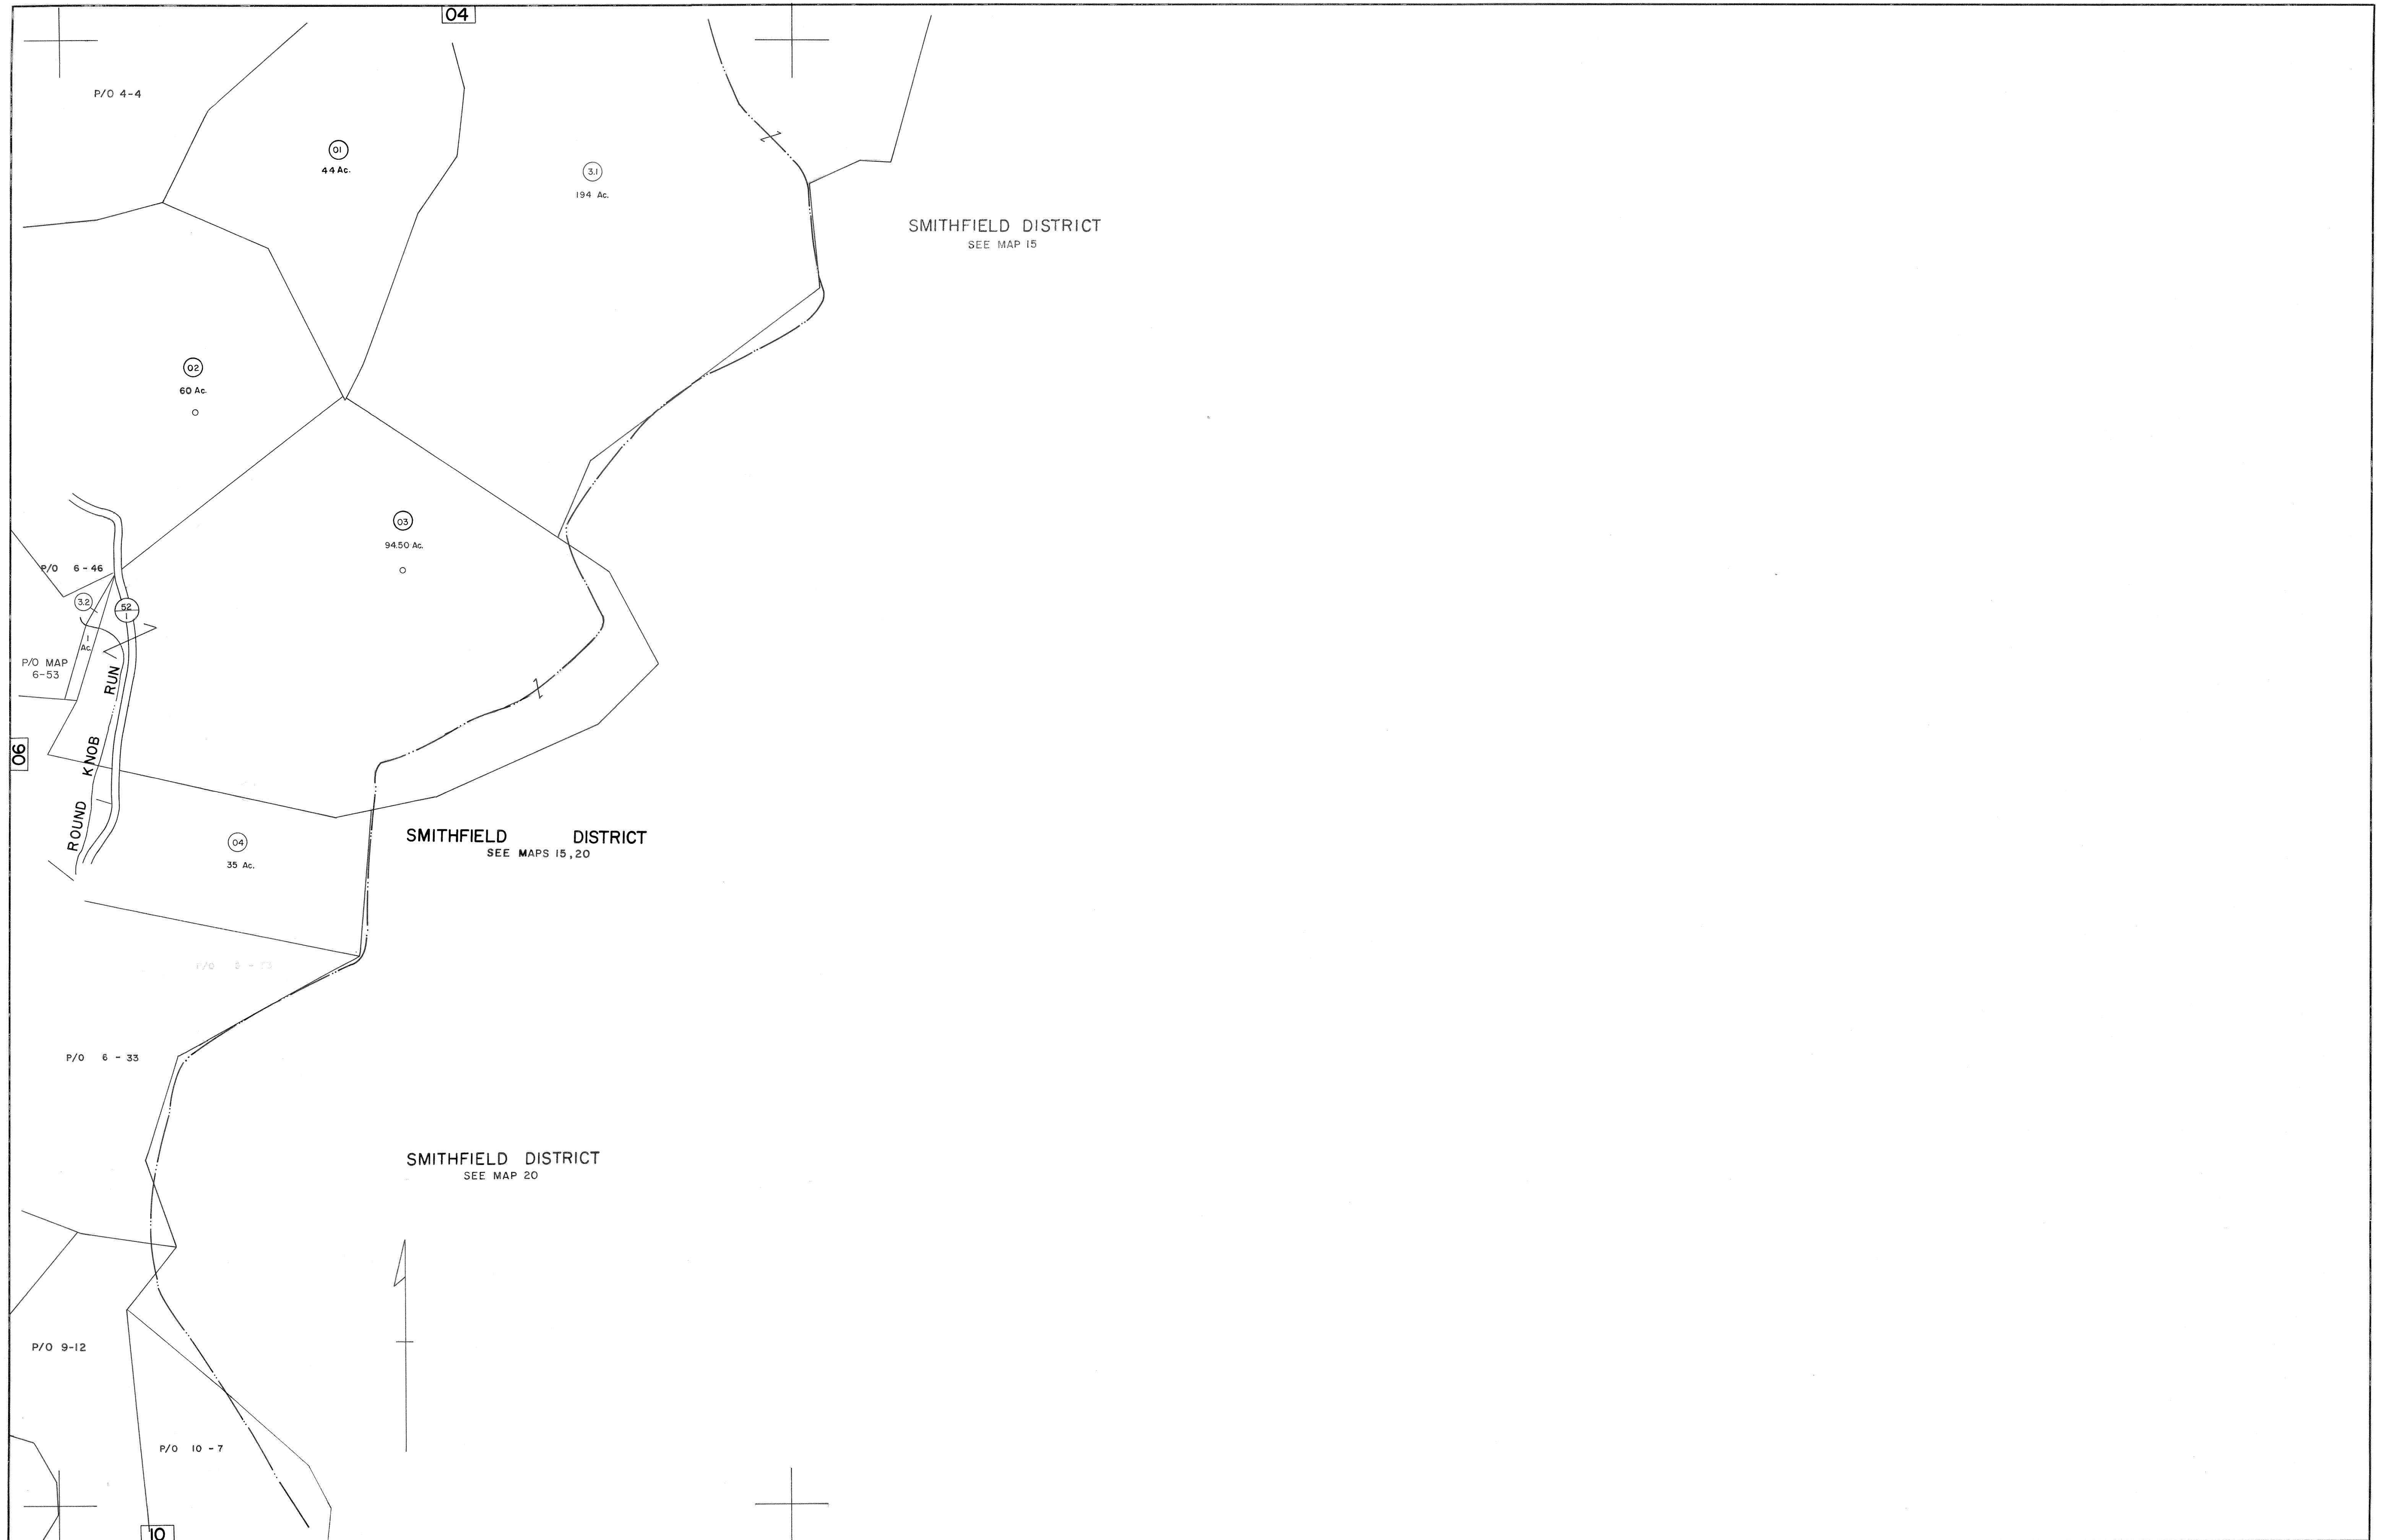 04
P/O 4-4
01
44 Ac.
3.1
194 Ac.
SMITHFIELD DISTRICT
SEE MAP 15
02
60 Ac.
03
94.50 Ac.
P/O 6-46
3.2
52
1
1
Ac.
P/O MAP
6-53
ROUND KNOB RUN
06
SMITHFIELD DISTRICT
SEE MAPS 15,20
04
35 Ac.
P/O
P/O 6-33
SMITHFIELD DISTRICT
SEE MAP 20
P/O 9-12
P/O 10-7
10